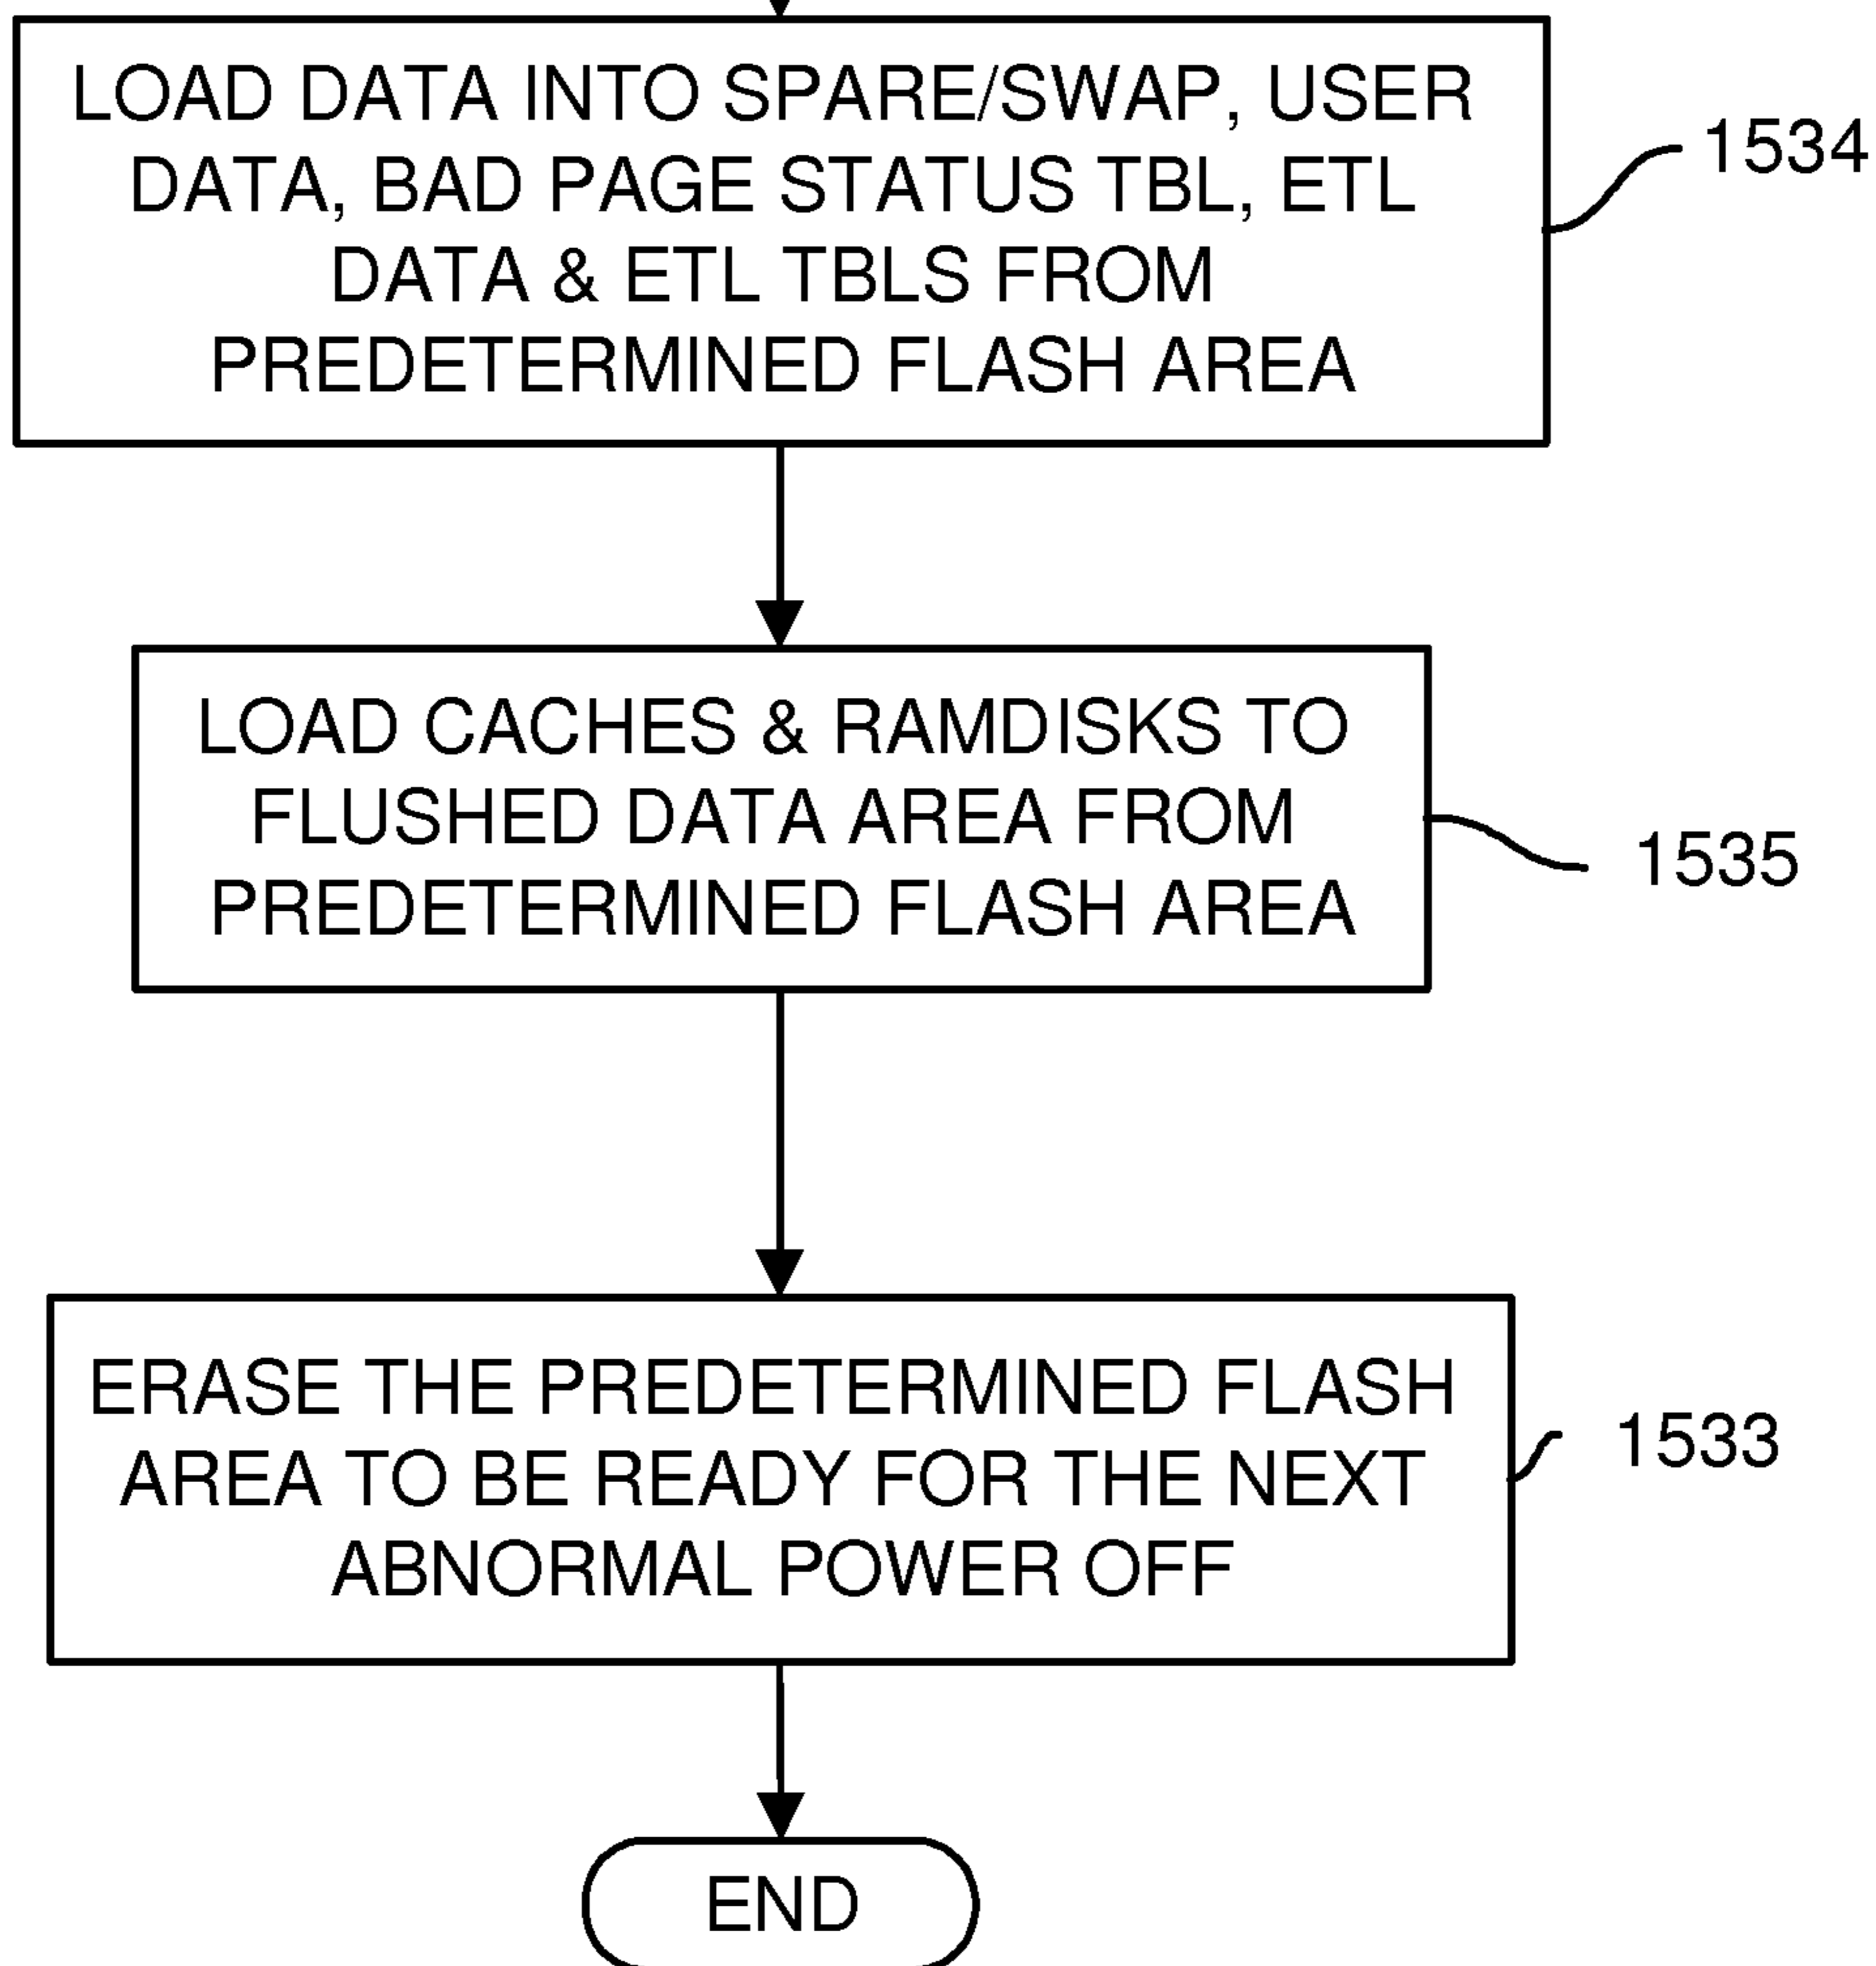 LOAD DATA INTO SPARE/SWAP, USER
DATA, BAD PAGE STATUS TBL, ETL
DATA & ETL TBLS FROM
PREDETERMINED FLASH AREA
1534
LOAD CACHES & RAMDISKS TO
FLUSHED DATA AREA FROM
PREDETERMINED FLASH AREA
1535
ERASE THE PREDETERMINED FLASH
AREA TO BE READY FOR THE NEXT
ABNORMAL POWER OFF
1533
END